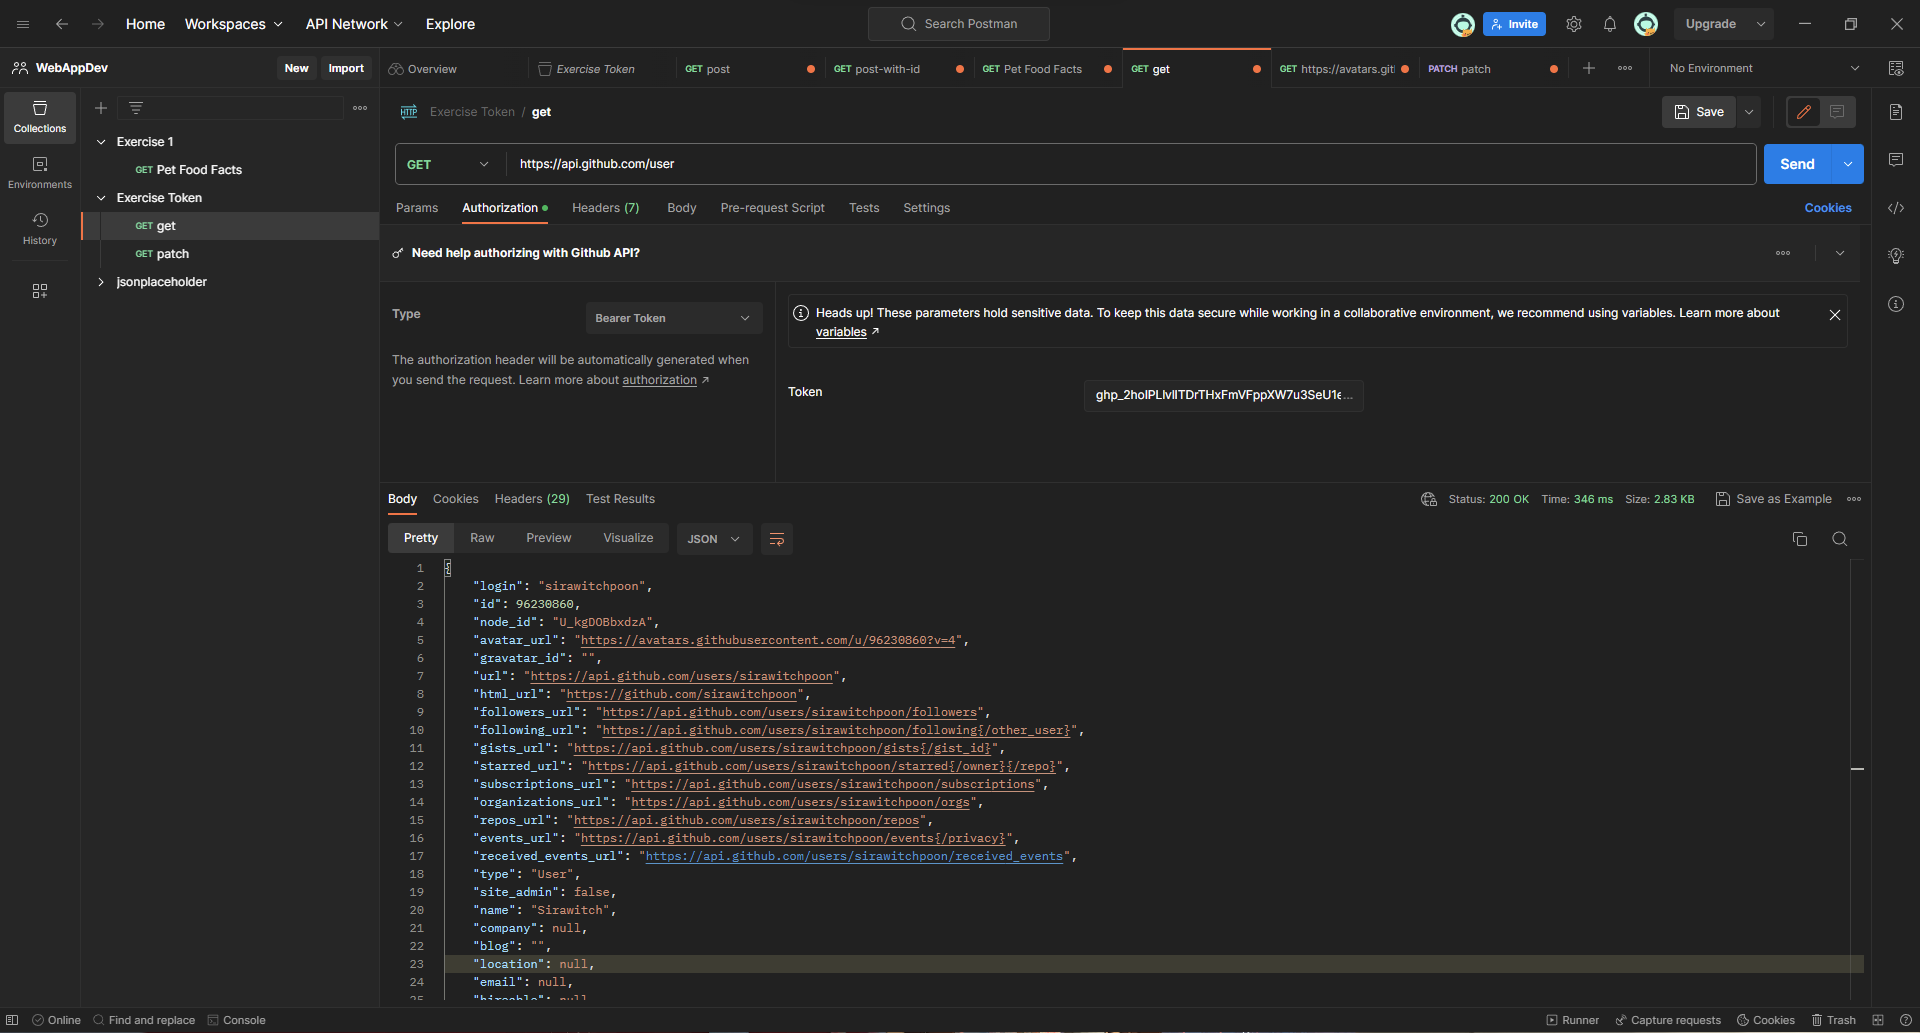 Home Workspaces API Network Explore Search Postman Invite Upgrade
WebAppDev New Import Overview Exercise Token GET post GET post-with-id GET Pet Food Facts GET get GET https://avatars.gitl PATCH patch No Environment
Collections
Environments
History
Exercise 1
GET Pet Food Facts
Exercise Token
GET get
GET patch
jsonplaceholder
HTTP Exercise Token / get Save
GET https://api.github.com/user Send
Params Authorization Headers (7) Body Pre-request Script Tests Settings Cookies
Need help authorizing with Github API?
Type Bearer Token
The authorization header will be automatically generated when
you send the request. Learn more about authorization ↗
Heads up! These parameters hold sensitive data. To keep this data secure while working in a collaborative environment, we recommend using variables. Learn more about
variables ↗
Token
Body Cookies Headers (29) Test Results Status: 200 OK Time: 346 ms Size: 2.83 KB Save as Example
Pretty Raw Preview Visualize JSON
1 {
2 "login": "sirawitchpoon",
3 "id": 96230860,
4 "node_id": "U_kgDOBbxdzA",
5 "avatar_url": "https://avatars.githubusercontent.com/u/96230860?v=4",
6 "gravatar_id": "",
7 "url": "https://api.github.com/users/sirawitchpoon",
8 "html_url": "https://github.com/sirawitchpoon",
9 "followers_url": "https://api.github.com/users/sirawitchpoon/followers",
10 "following_url": "https://api.github.com/users/sirawitchpoon/following{/other_user}",
11 "gists_url": "https://api.github.com/users/sirawitchpoon/gists{/gist_id}",
12 "starred_url": "https://api.github.com/users/sirawitchpoon/starred{/owner}{/repo}",
13 "subscriptions_url": "https://api.github.com/users/sirawitchpoon/subscriptions",
14 "organizations_url": "https://api.github.com/users/sirawitchpoon/orgs",
15 "repos_url": "https://api.github.com/users/sirawitchpoon/repos",
16 "events_url": "https://api.github.com/users/sirawitchpoon/events{/privacy}",
17 "received_events_url": "https://api.github.com/users/sirawitchpoon/received_events",
18 "type": "User",
19 "site_admin": false,
20 "name": "Sirawitch",
21 "company": null,
22 "blog": "",
23 "location": null,
24 "email": null,
25 "hireable": null
Online Find and replace Console Runner Capture requests Cookies Trash